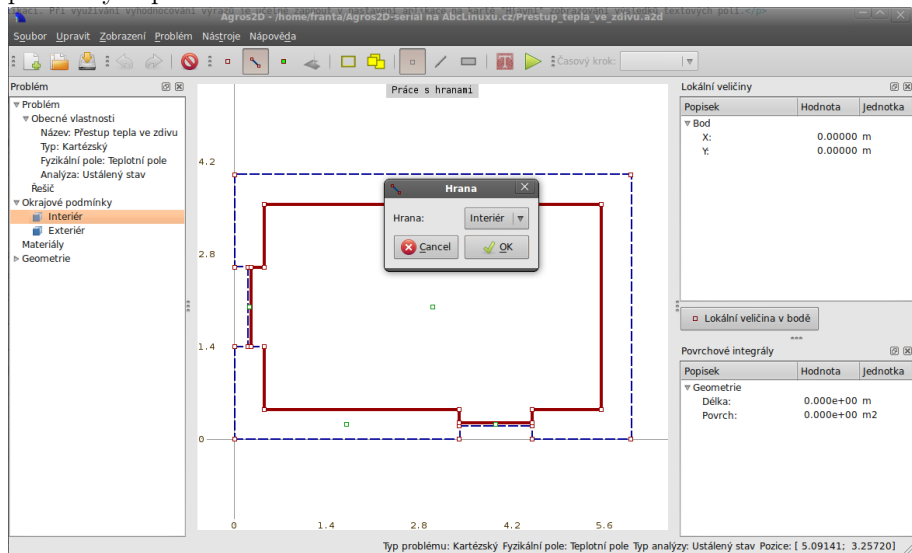 Agros2D - /home/franta/Agros2D-serial na AbcLinuxu.cz/Prestup_tepla_ve_zdivu.a2d
Soubor Upravit Zobrazení Problém Nástroje Nápověda
Časový krok:
Problém
Problém
Obecné vlastnosti
Název: Přestup tepla ve zdivu
Typ: Kartézský
Fyzikální pole: Teplotní pole
Analýza: Ustálený stav
Řešič
Okrajové podmínky
Interiér
Exteriér
Materiály
Geometrie
Práce s hranami
4.2
2.8
1.4
0
0 1.4 2.8 4.2 5.6
Hrana
Hrana: Interiér
Cancel OK
Lokální veličiny
Popisek Hodnota Jednotka
Bod
X: 0.00000 m
Y: 0.00000 m
Lokální veličina v bodě
Povrchové integrály
Popisek Hodnota Jednotka
Geometrie
Délka: 0.000e+00 m
Povrch: 0.000e+00 m2
Typ problému: Kartézský Fyzikální pole: Teplotní pole Typ analýzy: Ustálený stav Pozice: [ 5.09141; 3.25720]